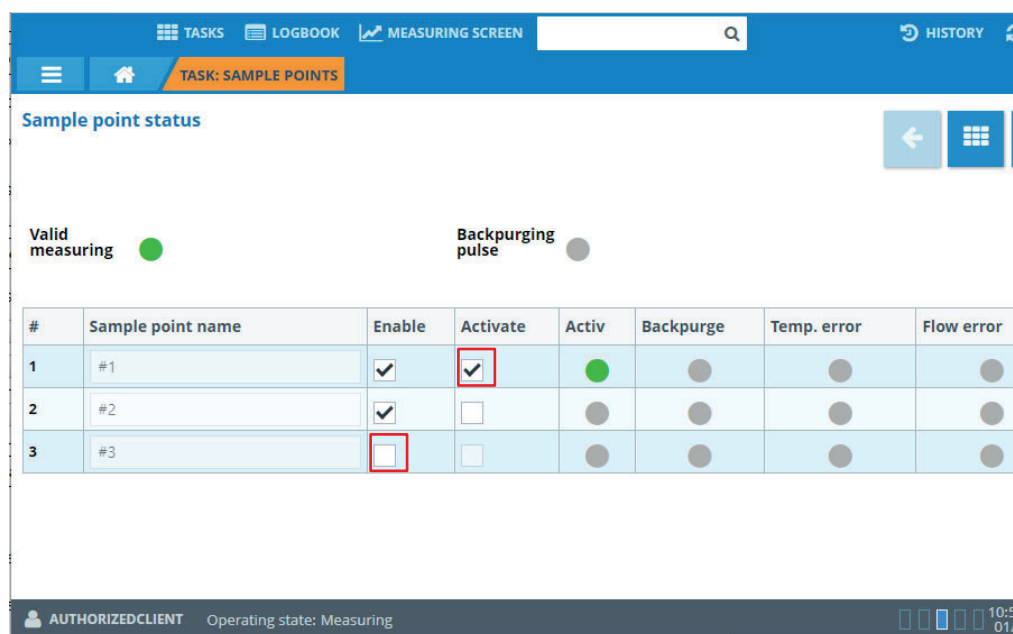 TASKS LOGBOOK MEASURING SCREEN HISTORY
TASK: SAMPLE POINTS
Sample point status
Valid measuring
Backpurging pulse
# Sample point name Enable Activate Activ Backpurge Temp. error Flow error
1 #1
2 #2
3 #3
AUTHORIZEDCLIENT Operating state: Measuring